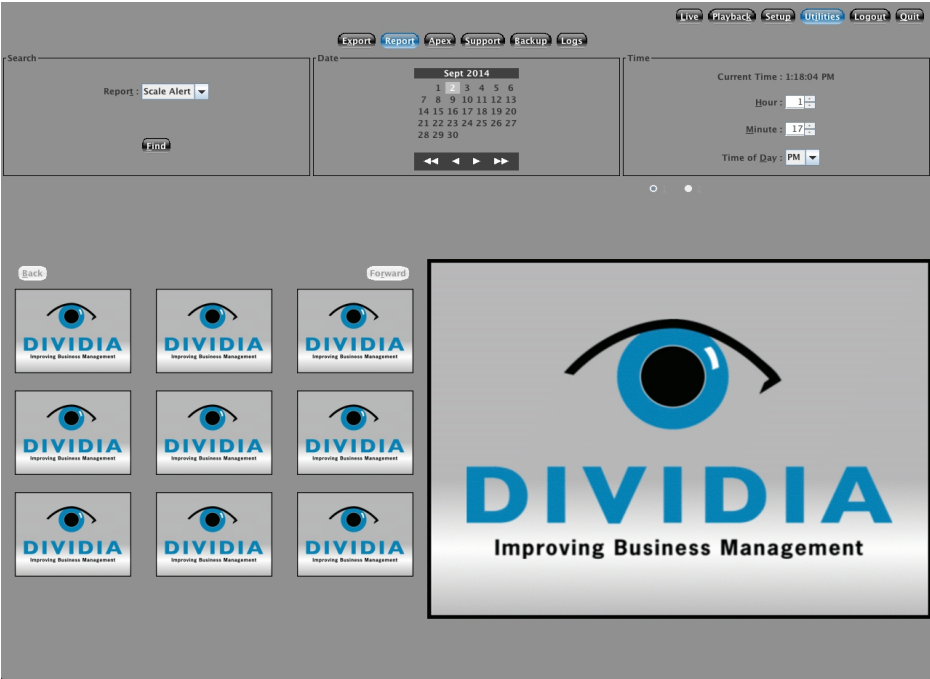 Live Playback Setup Utilities Logout Quit
Export Report Apex Support Backup Logs
Search
Report : Scale Alert
Find
Date
Sept 2014
1 2 3 4 5 6
7 8 9 10 11 12 13
14 15 16 17 18 19 20
21 22 23 24 25 26 27
28 29 30
Time
Current Time : 1:18:04 PM
Hour : 1
Minute : 17
Time of Day : PM
Back Forward
DIVIDIA
Improving Business Management
DIVIDIA
Improving Business Management
DIVIDIA
Improving Business Management
DIVIDIA
Improving Business Management
DIVIDIA
Improving Business Management
DIVIDIA
Improving Business Management
DIVIDIA
Improving Business Management
DIVIDIA
Improving Business Management
DIVIDIA
Improving Business Management
DIVIDIA
Improving Business Management